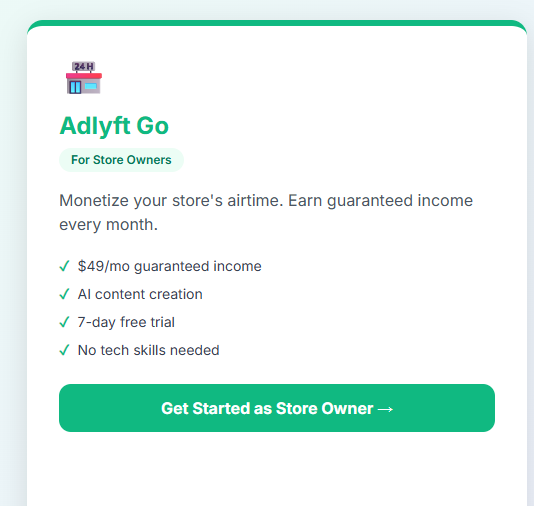 24 H
Adlyft Go
For Store Owners
Monetize your store's airtime. Earn guaranteed income
every month.
✓ $49/mo guaranteed income
✓ AI content creation
✓ 7-day free trial
✓ No tech skills needed
Get Started as Store Owner →